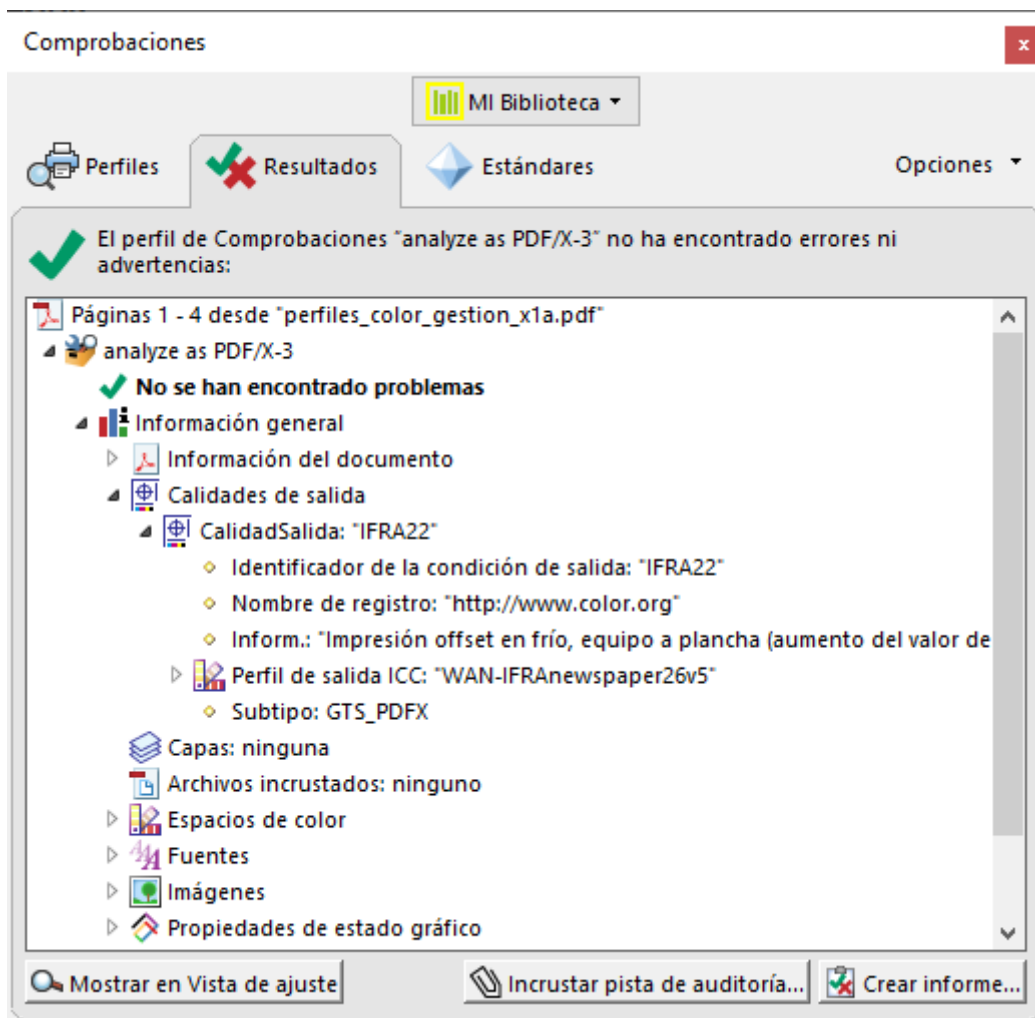 Comprobaciones
x
MI Biblioteca
Perfiles
Resultados
Estándares
Opciones
El perfil de Comprobaciones "analyze as PDF/X-3" no ha encontrado errores ni
advertencias:
Páginas 1 - 4 desde "perfiles_color_gestion_x1a.pdf"
analyze as PDF/X-3
No se han encontrado problemas
Información general
Información del documento
Calidades de salida
CalidadSalida: "IFRA22"
Identificador de la condición de salida: "IFRA22"
Nombre de registro: "http://www.color.org"
Inform.: "Impresión offset en frío, equipo a plancha (aumento del valor de
Perfil de salida ICC: "WAN-IFRAnewspaper26v5"
Subtipo: GTS_PDFX
Capas: ninguna
Archivos incrustados: ninguno
Espacios de color
Fuentes
Imágenes
Propiedades de estado gráfico
Mostrar en Vista de ajuste
Incrustar pista de auditoría...
Crear informe...